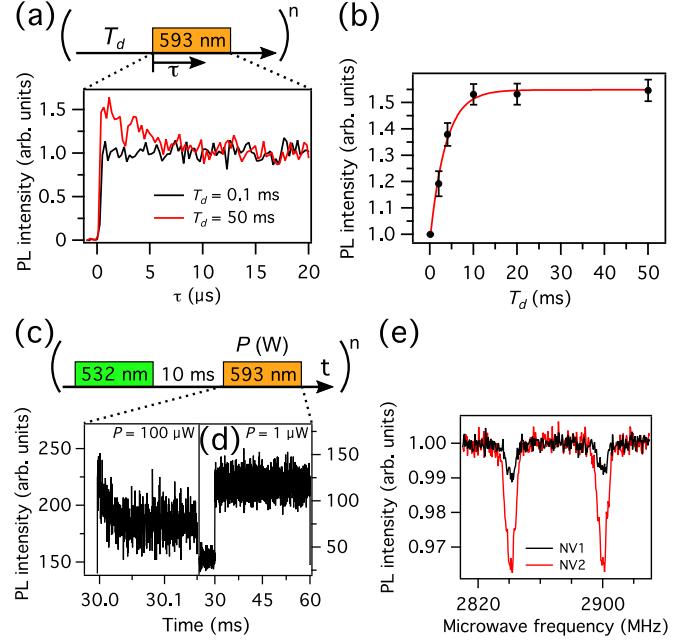 (a)
T_d 593 nm n
τ
PL intensity (arb. units)
1.5
1.0
0.5
0
T_d = 0.1 ms
T_d = 50 ms
0 5 10 15 20
τ (μs)
(b)
PL intensity (arb. units)
1.5
1.4
1.3
1.2
1.1
1.0
0 10 20 30 40 50
T_d (ms)
(c)
P (W)
532 nm 10 ms 593 nm t n
PL intensity (arb. units)
250
200
150
P = 100 μW
(d)
P = 1 μW
150
100
50
30.0 30.1 30 45 60
Time (ms)
(e)
PL intensity (arb. units)
1.00
0.99
0.98
0.97
NV1
NV2
2820 2900
Microwave frequency (MHz)